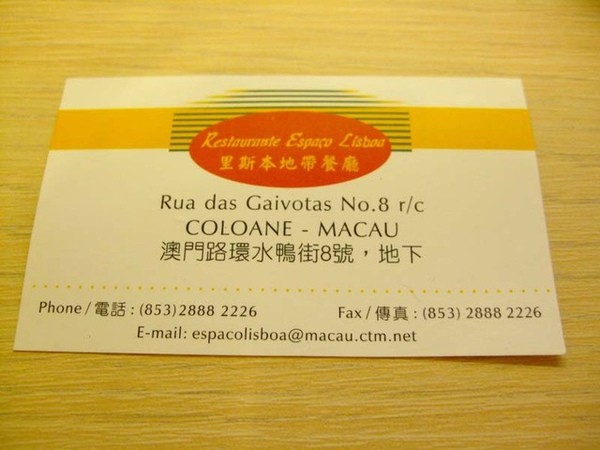 Restaurante Espaço Lisboa
里斯本地帶餐廳
Rua das Gaivotas No.8 r/c
COLOANE - MACAU
澳門路環水鴨街8號，地下
Phone/電話 : (853) 2888 2226
Fax/傳真 : (853) 2888 2226
E-mail: espacolisboa@macau.ctm.net